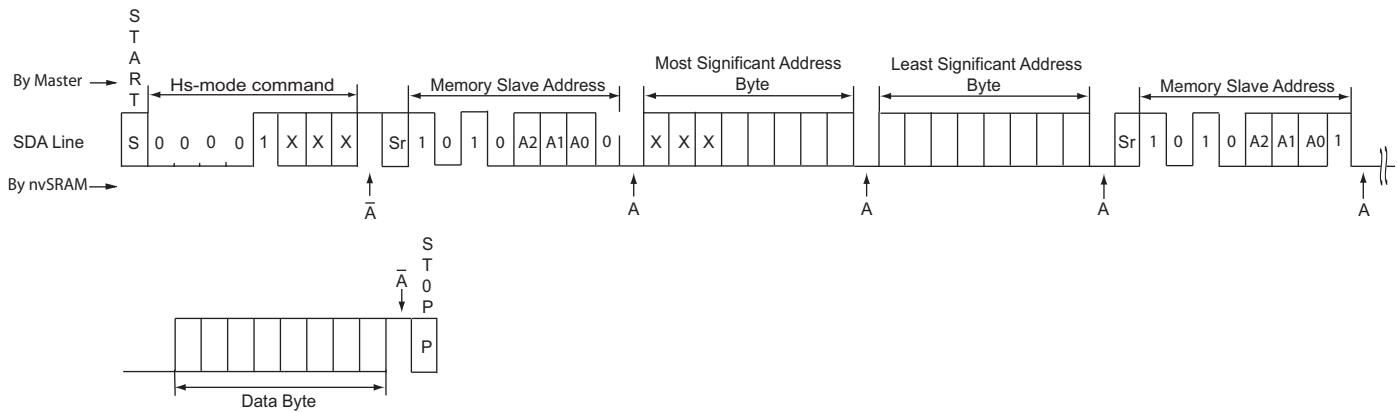 START
By Master
Hs-mode command
Memory Slave Address
Most Significant Address
Byte
Least Significant Address
Byte
Memory Slave Address
SDA Line
S 0 0 0 0 1 X X X Sr 1 0 1 0 A2 A1 A0 0 X X X Sr 1 0 1 0 A2 A1 A0 1
By nvSRAM
A̅ A A A A
A̅
ST0P
P
Data Byte